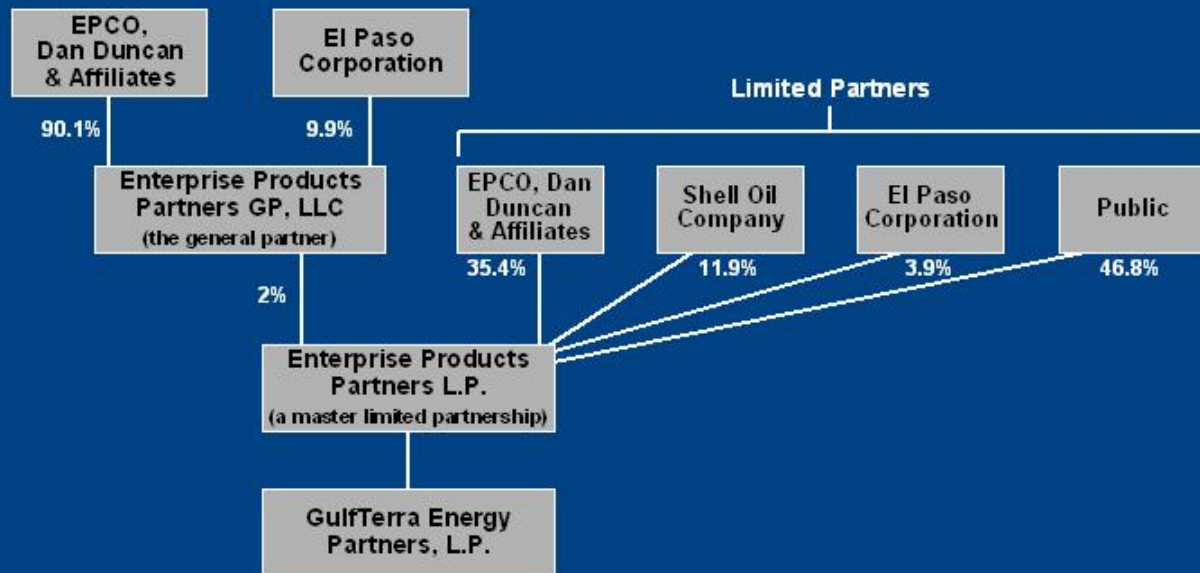 EPCO,
Dan Duncan
& Affiliates
El Paso
Corporation
90.1%
9.9%
Limited Partners
Enterprise Products
Partners GP, LLC
(the general partner)
EPCO, Dan
Duncan
& Affiliates
Shell Oil
Company
El Paso
Corporation
Public
2%
35.4%
11.9%
3.9%
46.8%
Enterprise Products
Partners L.P.
(a master limited partnership)
GulfTerra Energy
Partners, L.P.